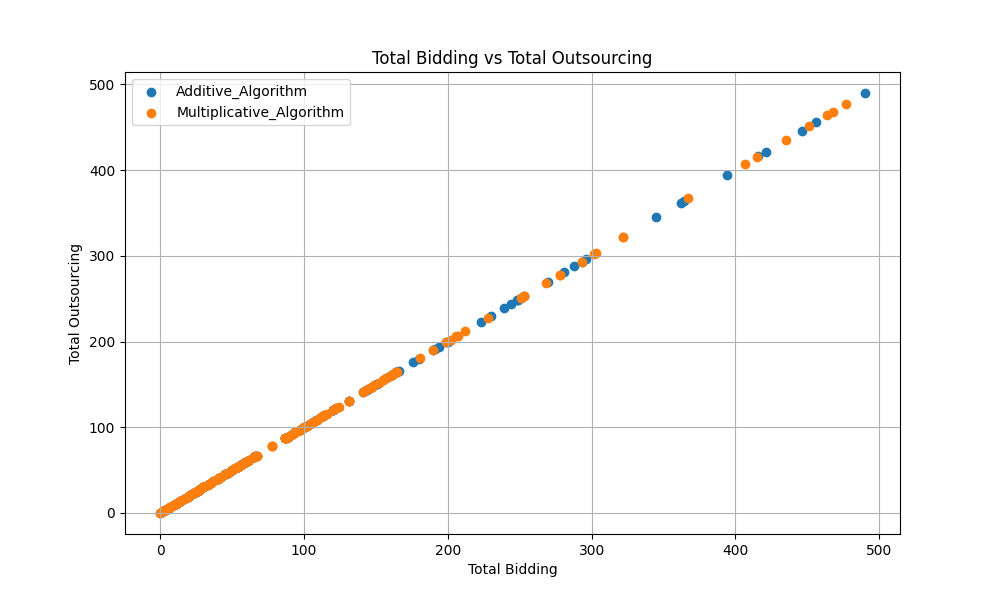 Total Bidding vs Total Outsourcing
Additive_Algorithm
Multiplicative_Algorithm
500
400
300
200
100
0
Total Outsourcing
0 100 200 300 400 500
Total Bidding